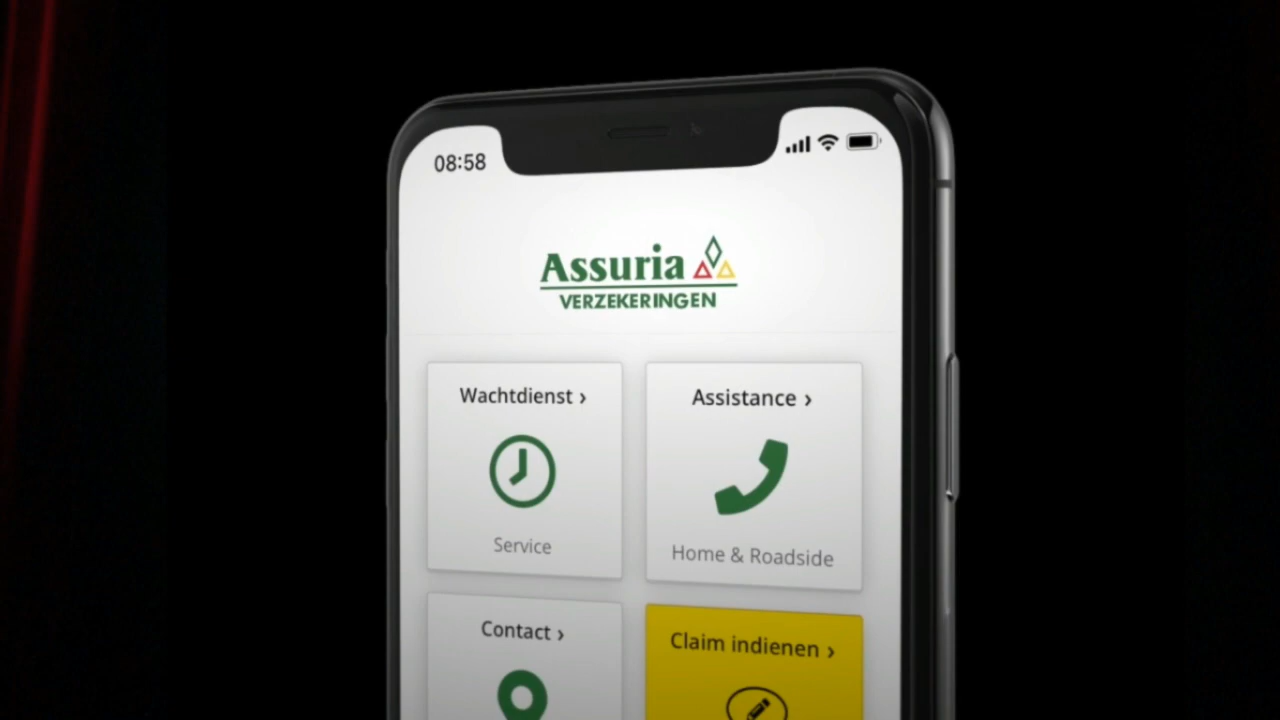 08:58
Assuria
VERZEKERINGEN
Wachtdienst ›
Assistance ›
Service
Home & Roadside
Contact ›
Claim indienen ›